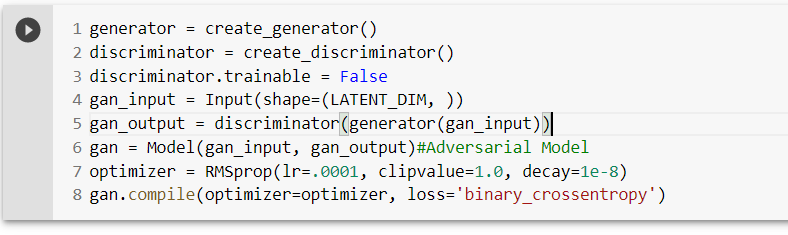 1 generator = create_generator()
2 discriminator = create_discriminator()
3 discriminator.trainable = False
4 gan_input = Input(shape=(LATENT_DIM, ))
5 gan_output = discriminator(generator(gan_input))
6 gan = Model(gan_input, gan_output)#Adversarial Model
7 optimizer = RMSprop(lr=.0001, clipvalue=1.0, decay=1e-8)
8 gan.compile(optimizer=optimizer, loss='binary_crossentropy')